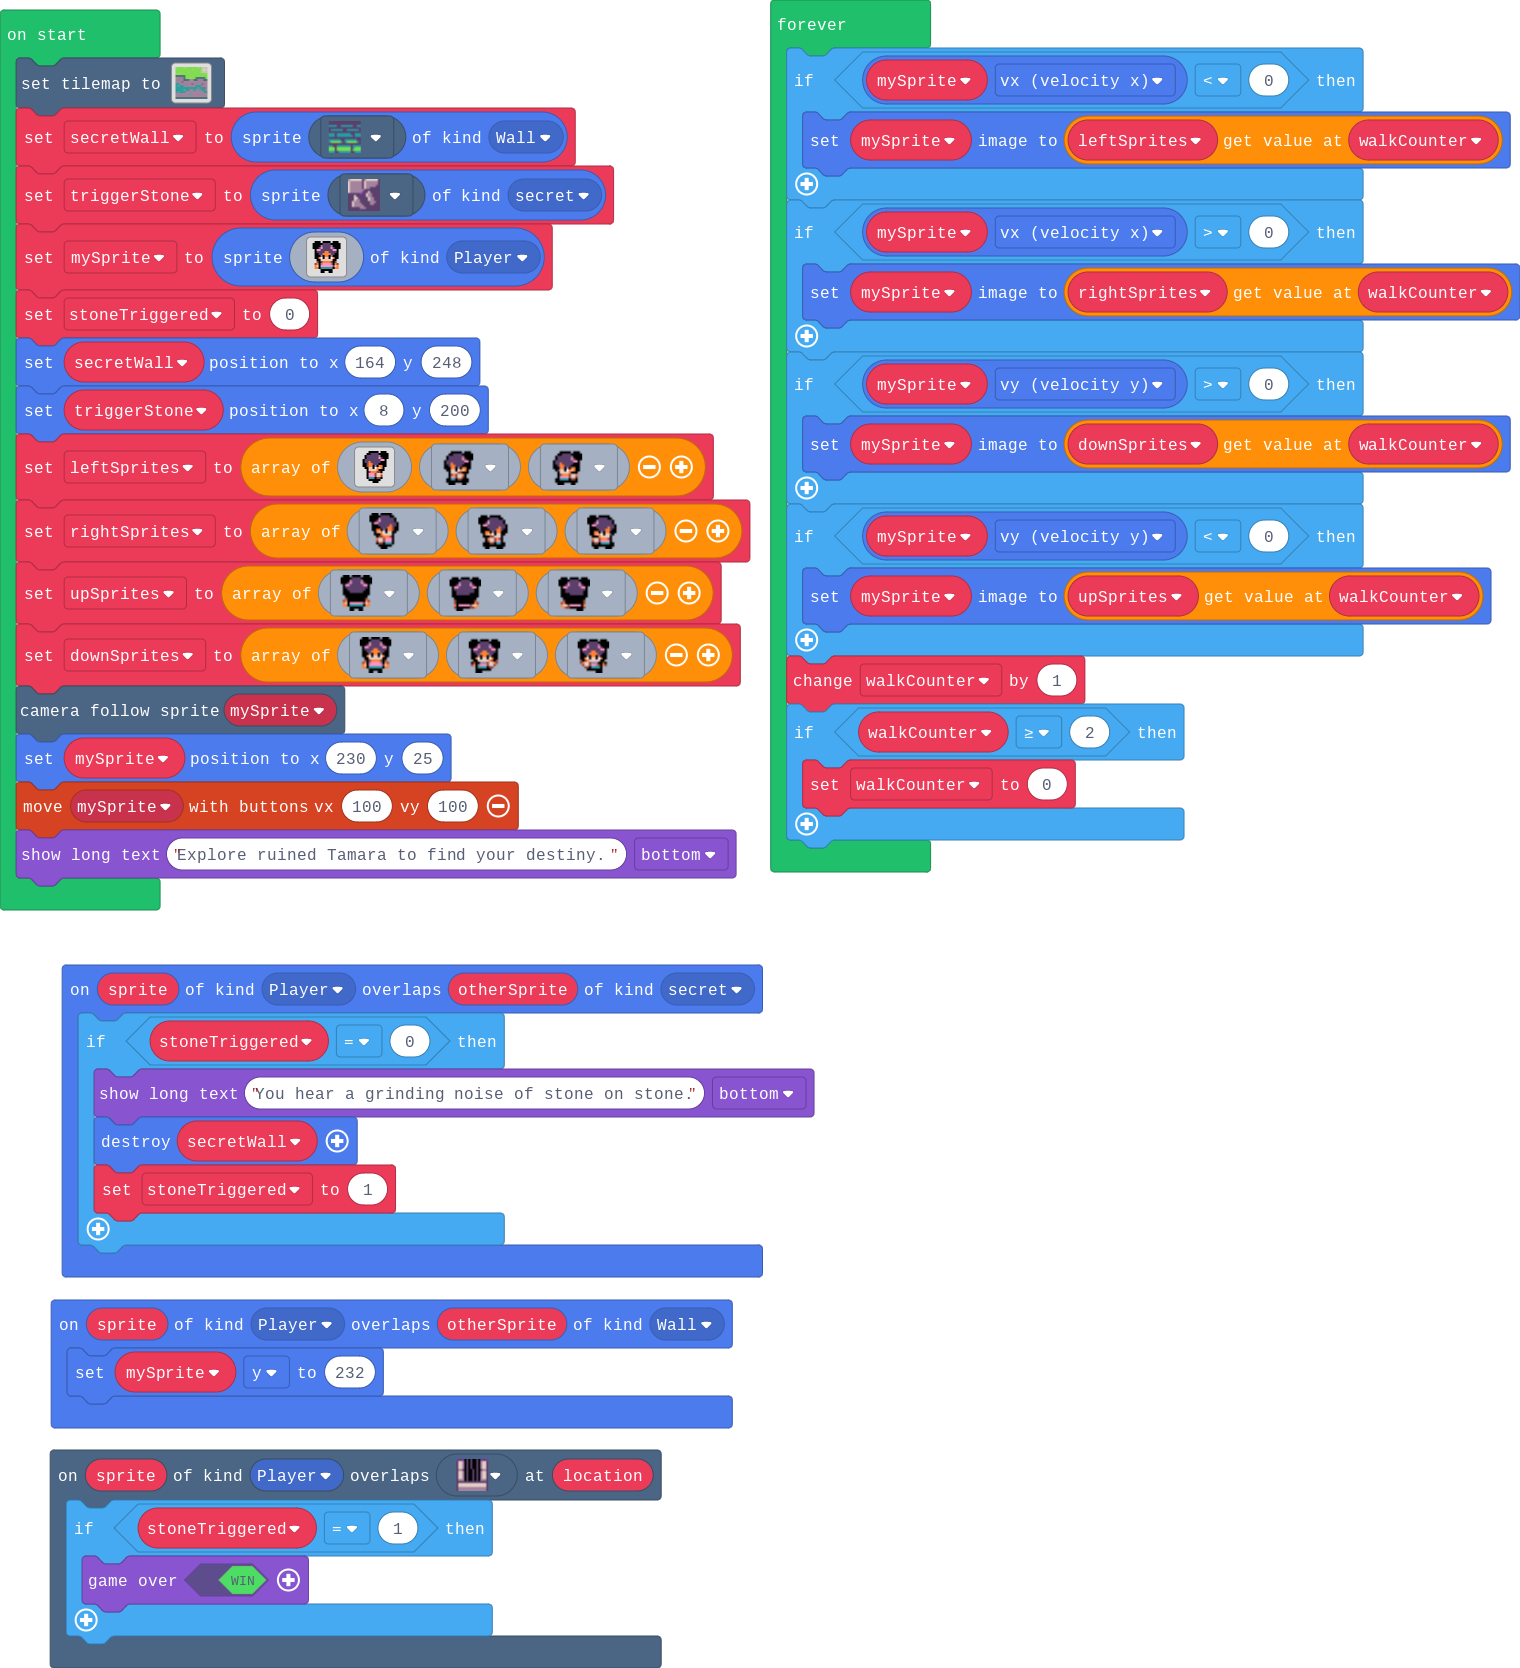 on start
set tilemap to
set secretWall to sprite of kind Wall
set triggerStone to sprite of kind secret
set mySprite to sprite of kind Player
set stoneTriggered to 0
set secretWall position to x 164 y 248
set triggerStone position to x 8 y 200
set leftSprites to array of
set rightSprites to array of
set upSprites to array of
set downSprites to array of
camera follow sprite mySprite
set mySprite position to x 230 y 25
move mySprite with buttons vx 100 vy 100
show long text "Explore ruined Tamara to find your destiny. " bottom
forever
if mySprite vx (velocity x) < 0 then
set mySprite image to leftSprites get value at walkCounter
if mySprite vx (velocity x) > 0 then
set mySprite image to rightSprites get value at walkCounter
if mySprite vy (velocity y) > 0 then
set mySprite image to downSprites get value at walkCounter
if mySprite vy (velocity y) < 0 then
set mySprite image to upSprites get value at walkCounter
change walkCounter by 1
if walkCounter ≥ 2 then
set walkCounter to 0
on sprite of kind Player overlaps otherSprite of kind secret
if stoneTriggered = 0 then
show long text "You hear a grinding noise of stone on stone." bottom
destroy secretWall
set stoneTriggered to 1
on sprite of kind Player overlaps otherSprite of kind Wall
set mySprite y to 232
on sprite of kind Player overlaps at location
if stoneTriggered = 1 then
game over WIN